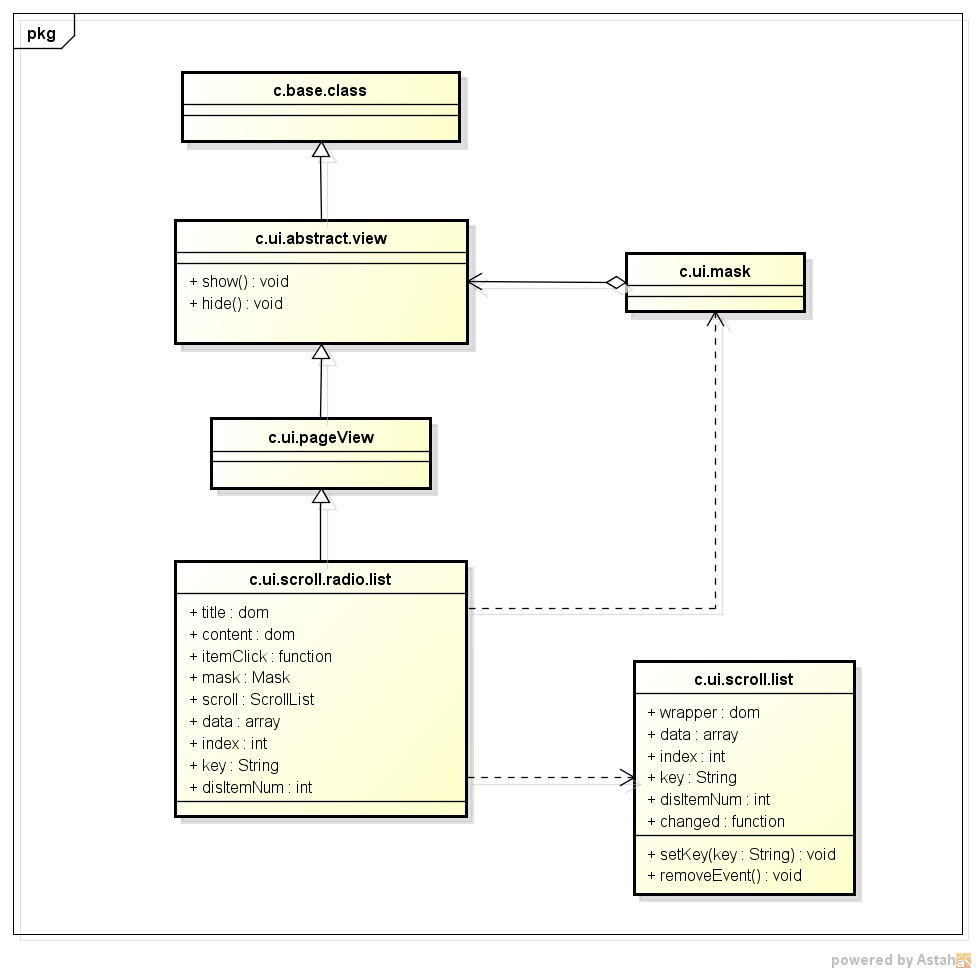 pkg
c.base.class
c.ui.abstract.view
+ show() : void
+ hide() : void
c.ui.mask
c.ui.pageView
c.ui.scroll.radio.list
+ title : dom
+ content : dom
+ itemClick : function
+ mask : Mask
+ scroll : ScrollList
+ data : array
+ index : int
+ key : String
+ disItemNum : int
c.ui.scroll.list
+ wrapper : dom
+ data : array
+ index : int
+ key : String
+ disItemNum : int
+ changed : function
+ setKey(key : String) : void
+ removeEvent() : void
powered by Astah